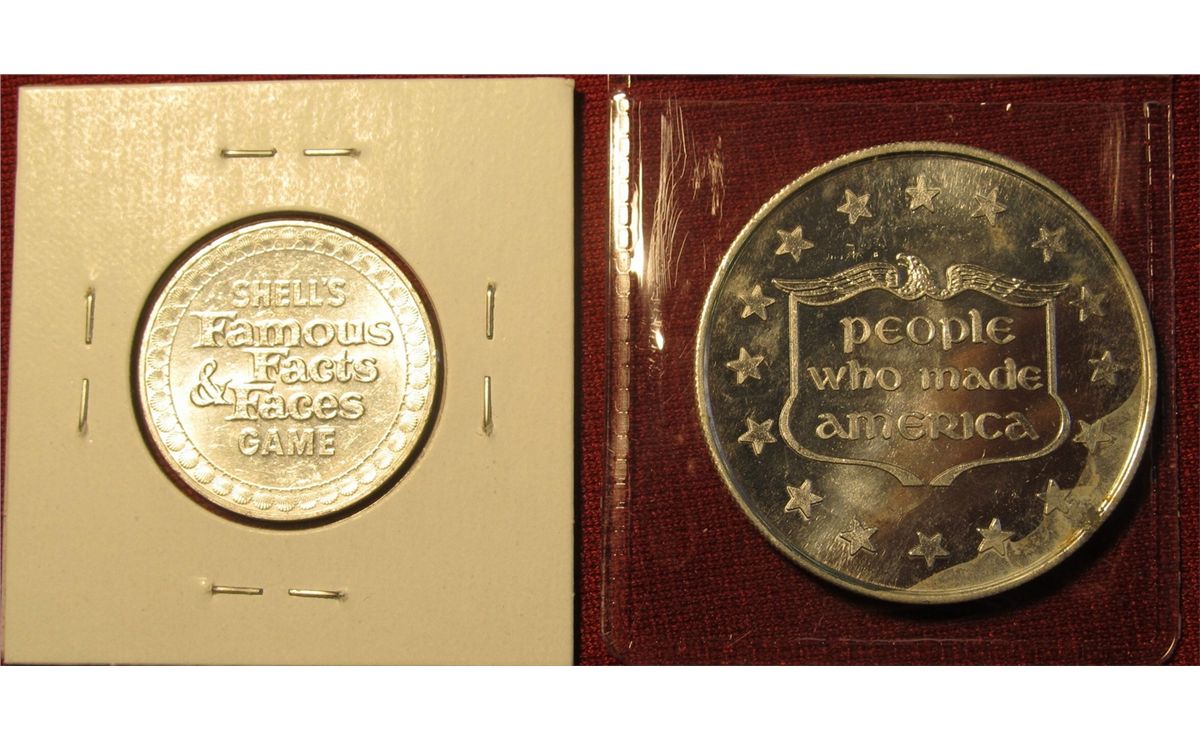 SHELL'S
Famous
Facts
& Faces
GAME
people
who made
america